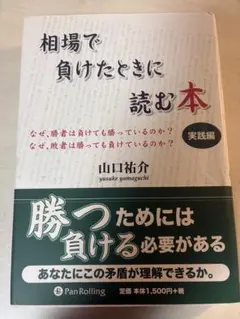 相場で
負けたときに
読む本
実践編
なぜ、勝者は負けても勝っているのか？
なぜ、敗者は勝っても負けているのか？
山口祐介
yusuke yamaguchi
勝つためには
負ける必要がある
あなたにこの矛盾が理解できるか。
PanRolling
定価 本体1,500円+税